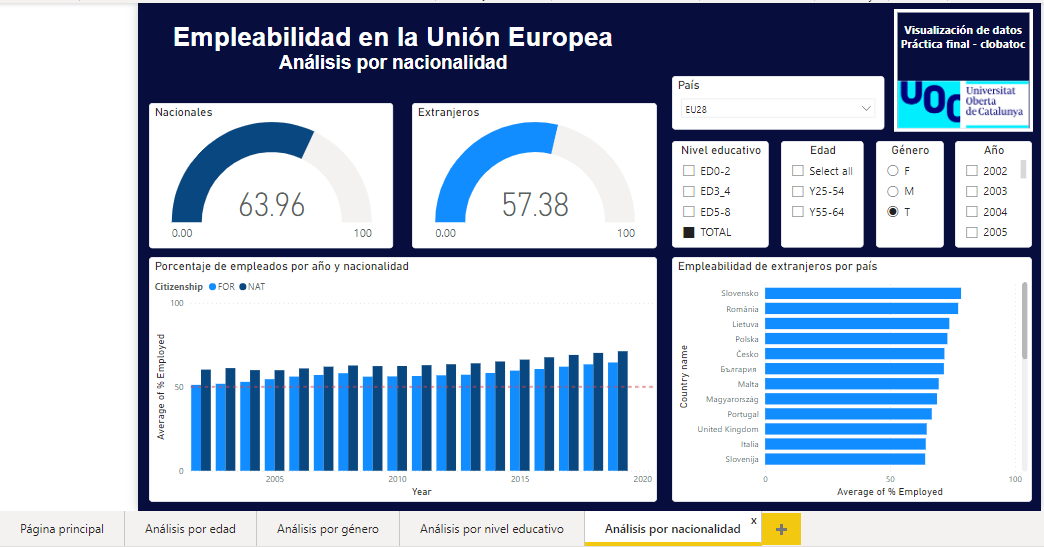 Empleabilidad en la Unión Europea
Análisis por nacionalidad
Visualización de datos
Práctica final - clobatoc
UOC
Universitat
Oberta
de Catalunya
País
EU28
Nacionales
63.96
0.00
100
Extranjeros
57.38
0.00
100
Nivel educativo
ED0-2
ED3_4
ED5-8
TOTAL
Edad
Select all
Y25-54
Y55-64
Género
F
M
T
Año
2002
2003
2004
2005
Porcentaje de empleados por año y nacionalidad
Citizenship FOR NAT
100
50
0
Average of % Employed
2005 2010 2015 2020
Year
Empleabilidad de extranjeros por país
Country name
Slovensko
România
Lietuva
Polska
Česko
България
Malta
Magyarország
Portugal
United Kingdom
Italia
Slovenija
0 50 100
Average of % Employed
Página principal
Análisis por edad
Análisis por género
Análisis por nivel educativo
Análisis por nacionalidad
x
+